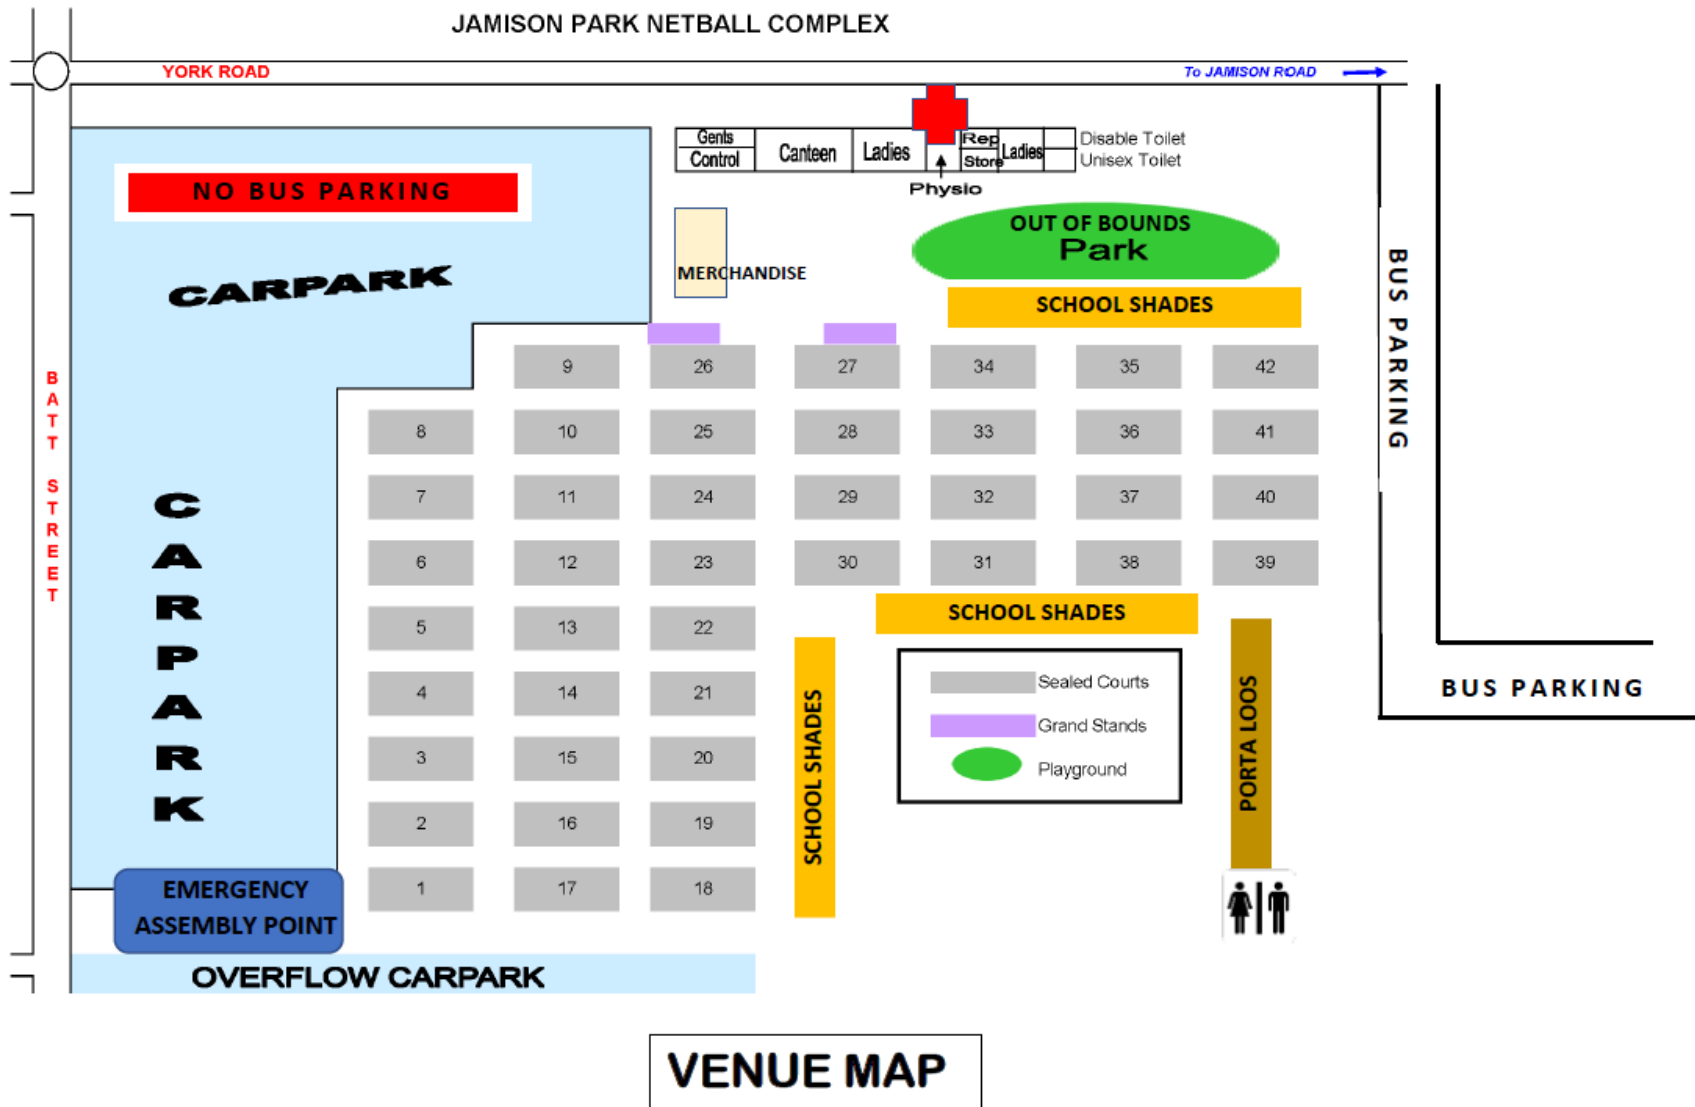 JAMISON PARK NETBALL COMPLEX
YORK ROAD
To JAMISON ROAD
Gents
Control
Canteen
Ladies
Rep
Store
Ladies
Disable Toilet
Unisex Toilet
Physio
NO BUS PARKING
CARPARK
MERCHANDISE
OUT OF BOUNDS
Park
SCHOOL SHADES
BUS PARKING
BATT STREET
CARPARK
9 26 27 34 35 42
8 10 25 28 33 36 41
7 11 24 29 32 37 40
6 12 23 30 31 38 39
5 13 22
4 14 21
3 15 20
2 16 19
1 17 18
SCHOOL SHADES
SCHOOL SHADES
Sealed Courts
Grand Stands
Playground
PORTA LOOS
BUS PARKING
EMERGENCY
ASSEMBLY POINT
OVERFLOW CARPARK
VENUE MAP